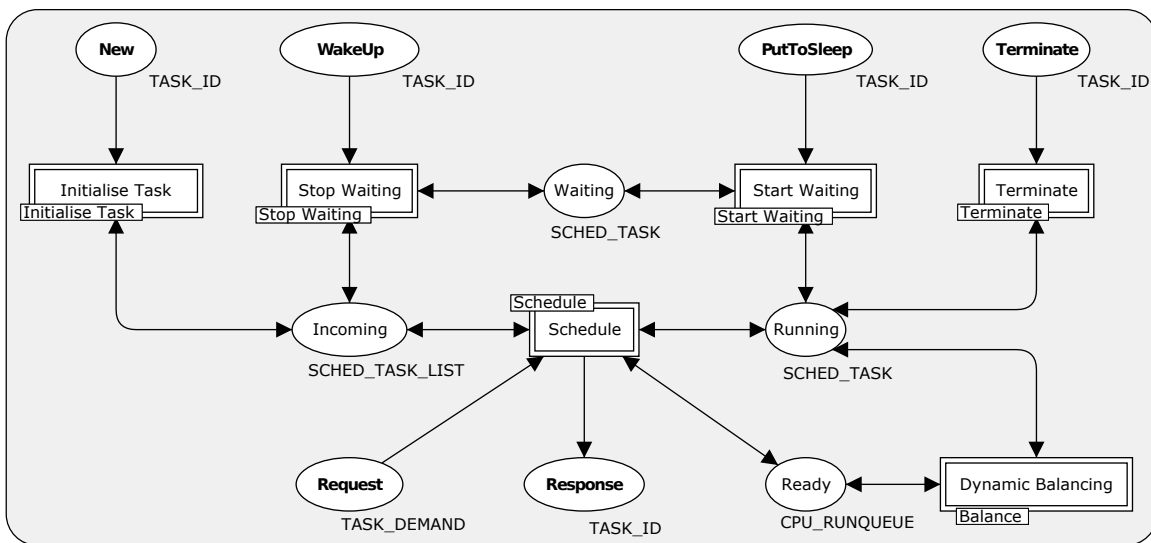 New
WakeUp
PutToSleep
Terminate
TASK_ID
TASK_ID
TASK_ID
TASK_ID
Initialise Task
Stop Waiting
Waiting
Start Waiting
Terminate
Initialise Task
Stop Waiting
Start Waiting
Terminate
SCHED_TASK
Schedule
Incoming
Schedule
Running
SCHED_TASK_LIST
SCHED_TASK
Request
Response
Ready
Dynamic Balancing
Balance
TASK_DEMAND
TASK_ID
CPU_RUNQUEUE